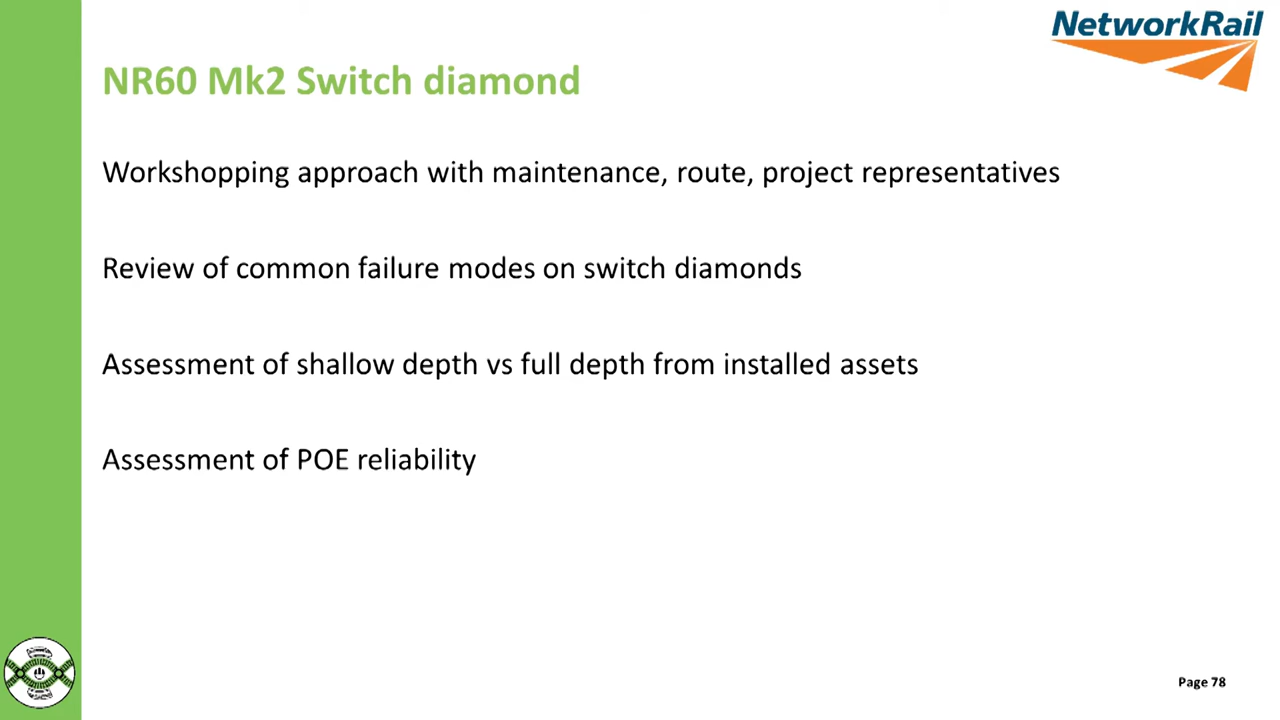 NetworkRail
NR60 Mk2 Switch diamond
Workshopping approach with maintenance, route, project representatives
Review of common failure modes on switch diamonds
Assessment of shallow depth vs full depth from installed assets
Assessment of POE reliability
Page 78